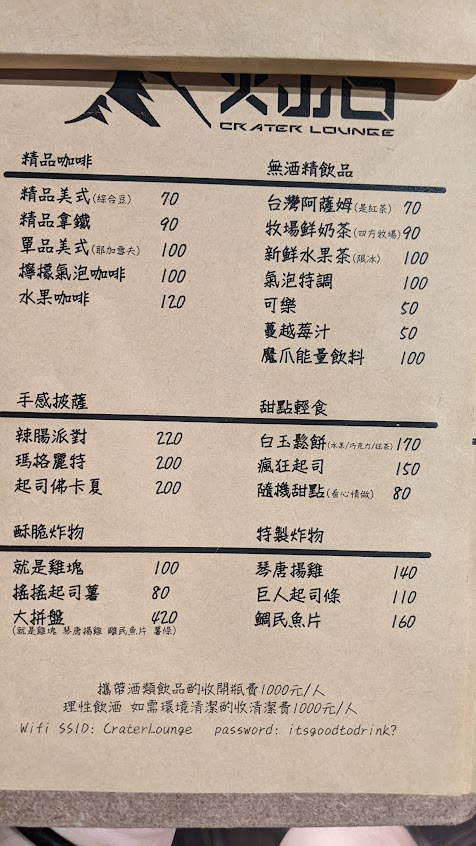 火山口
CRATER LOUNGE
精品咖啡
精品美式(綜合豆) 70
精品拿鐵 90
單品美式(耶加雪夫) 100
檸檬氣泡咖啡 100
水果咖啡 120
無酒精飲品
台灣阿薩姆(是紅茶) 70
牧場鮮奶茶(四方牧場) 90
新鮮水果茶(限冰) 100
氣泡特調 100
可樂 50
蔓越莓汁 50
魔爪能量飲料 100
手感披薩
辣腸派對 220
瑪格麗特 200
起司佛卡夏 200
甜點輕食
白玉鬆餅(水果/巧克力/抹茶) 170
瘋狂起司 150
隨機甜點(看心情做) 80
酥脆炸物
就是雞塊 100
搖搖起司薯 80
大拼盤 420
(就是雞塊 琴唐揚雞 鵰民魚片 薯條)
特製炸物
琴唐揚雞 140
巨人起司條 110
鯛民魚片 160
攜帶酒類飲品酌收開瓶費1000元/人
理性飲酒 如需環境清潔酌收清潔費1000元/人
Wifi SSID: CraterLounge password: itsgoodtodrink?